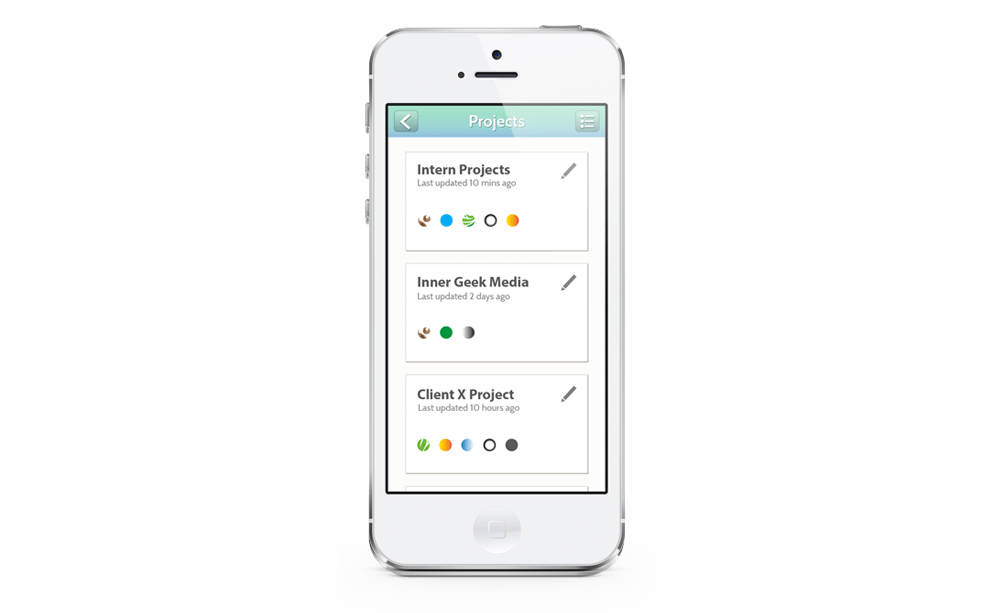 Projects
Intern Projects
Last updated 10 mins ago
Inner Geek Media
Last updated 2 days ago
Client X Project
Last updated 10 hours ago